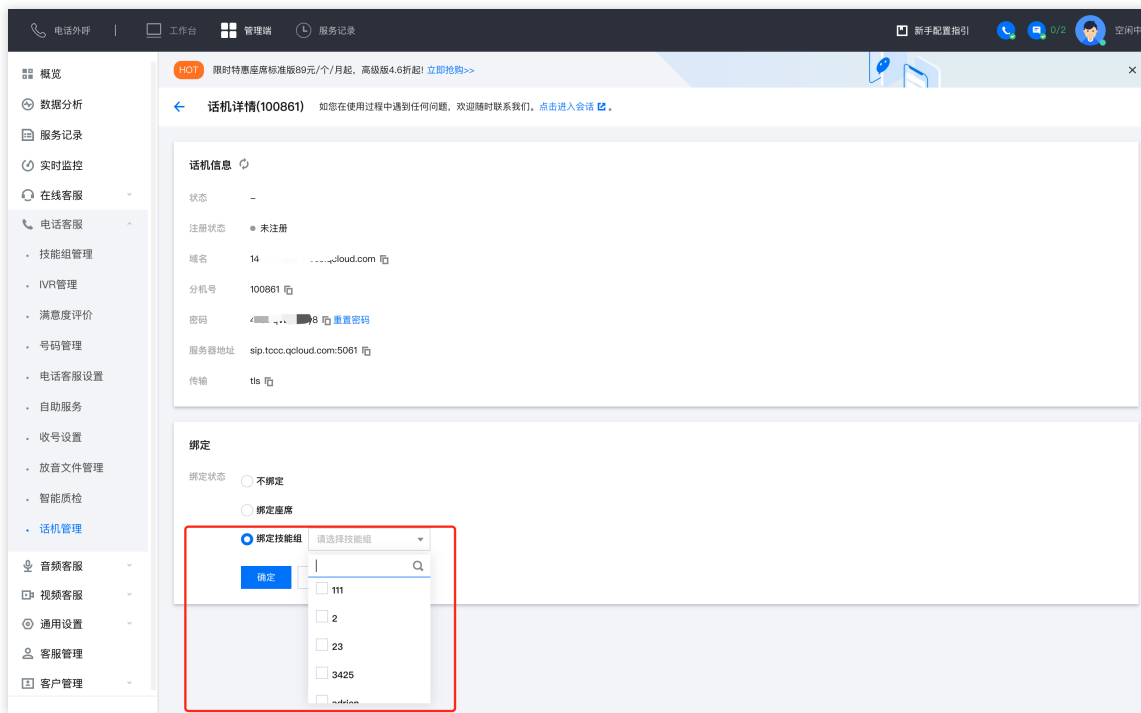 电话外呼 | 工作台 管理端 服务记录 新手配置指引 0/2 空闲中
HOT 限时特惠座席标准版89元/个/月起，高级版4.6折起! 立即抢购>>
话机详情(100861) 如您在使用过程中遇到任何问题，欢迎随时联系我们。点击进入会话 。
概览
数据分析
服务记录
实时监控
在线客服
电话客服
技能组管理
IVR管理
满意度评价
号码管理
电话客服设置
自助服务
收号设置
放音文件管理
智能质检
话机管理
音频客服
视频客服
通用设置
客服管理
客户管理
话机信息
状态 –
注册状态 未注册
域名 14 cloud.com
分机号 100861
密码 8 重置密码
服务器地址 sip.tccc.qcloud.com:5061
传输 tls
绑定
绑定状态 不绑定
绑定座席
绑定技能组 请选择技能组
确定
111
2
23
3425
adrien